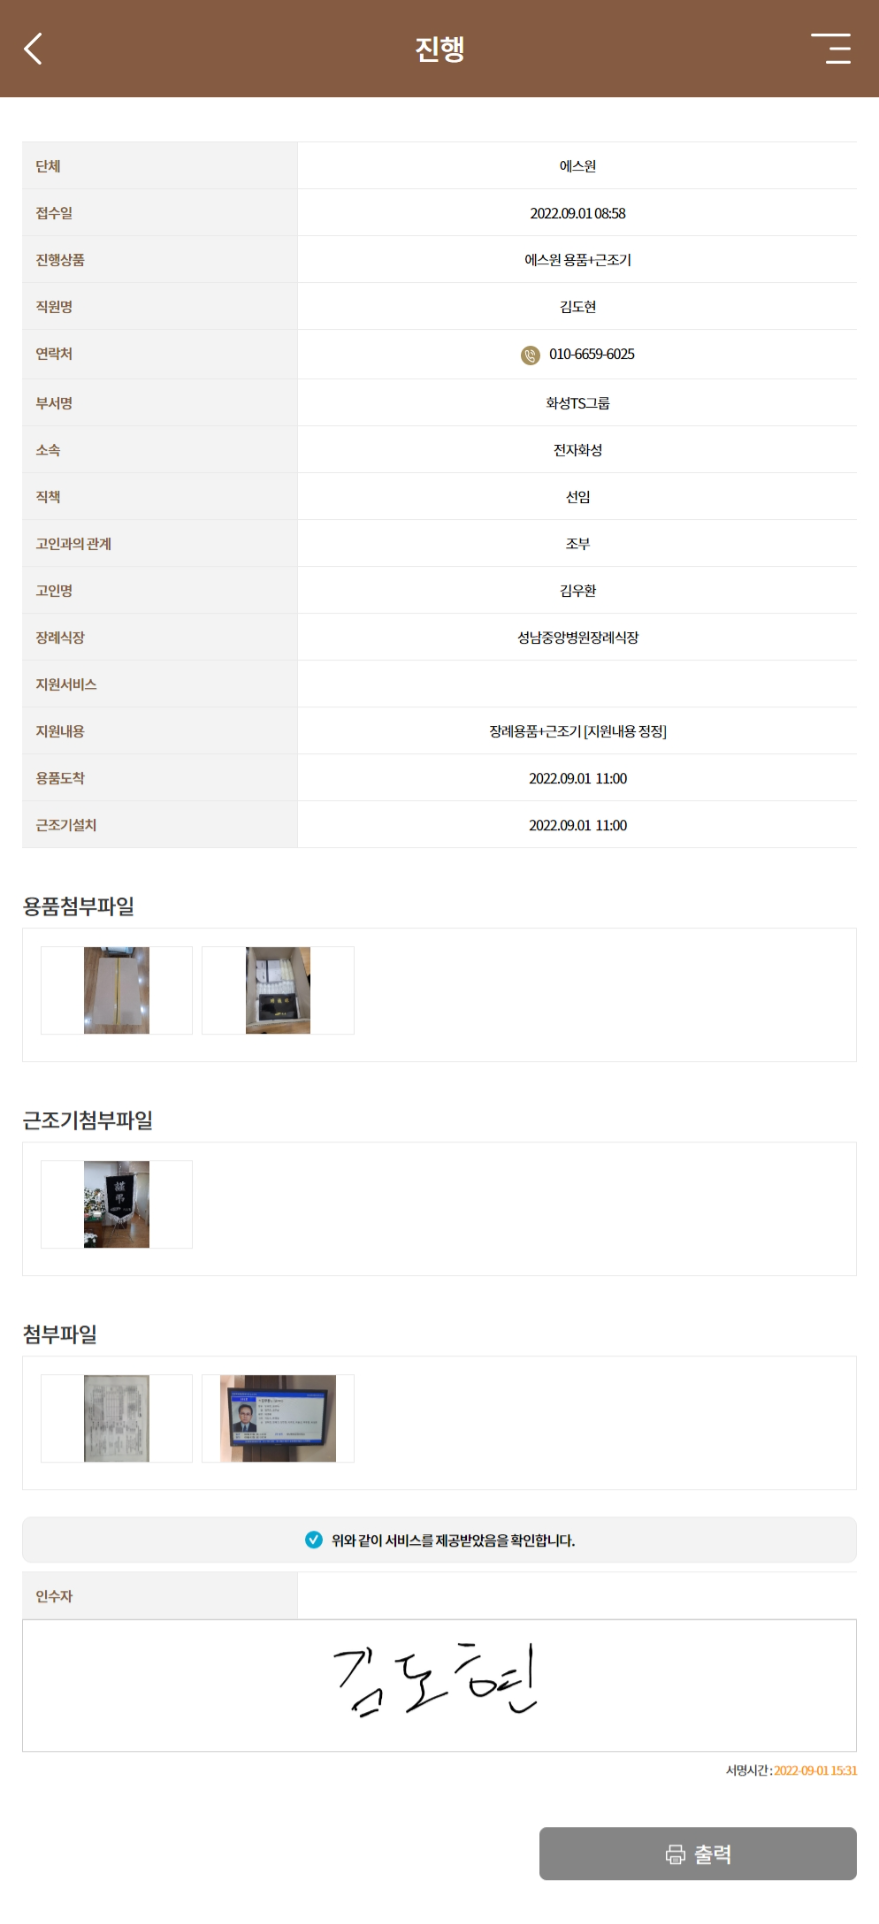 진행
단체 에스원
접수일 2022.09.01 08:58
진행상품 에스원 용품+근조기
직원명 김도현
연락처 010-6659-6025
부서명 화성TS그룹
소속 전자화성
직책 선임
고인과의 관계 조부
고인명 김우환
장례식장 성남중앙병원장례식장
지원서비스
지원내용 장례용품+근조기 [지원내용 정정]
용품도착 2022.09.01 11:00
근조기설치 2022.09.01 11:00
용품첨부파일
근조기첨부파일
謹弔
첨부파일
위와 같이 서비스를 제공받았음을 확인합니다.
인수자
김도현
서명시간 : 2022-09-01 15:31
출력